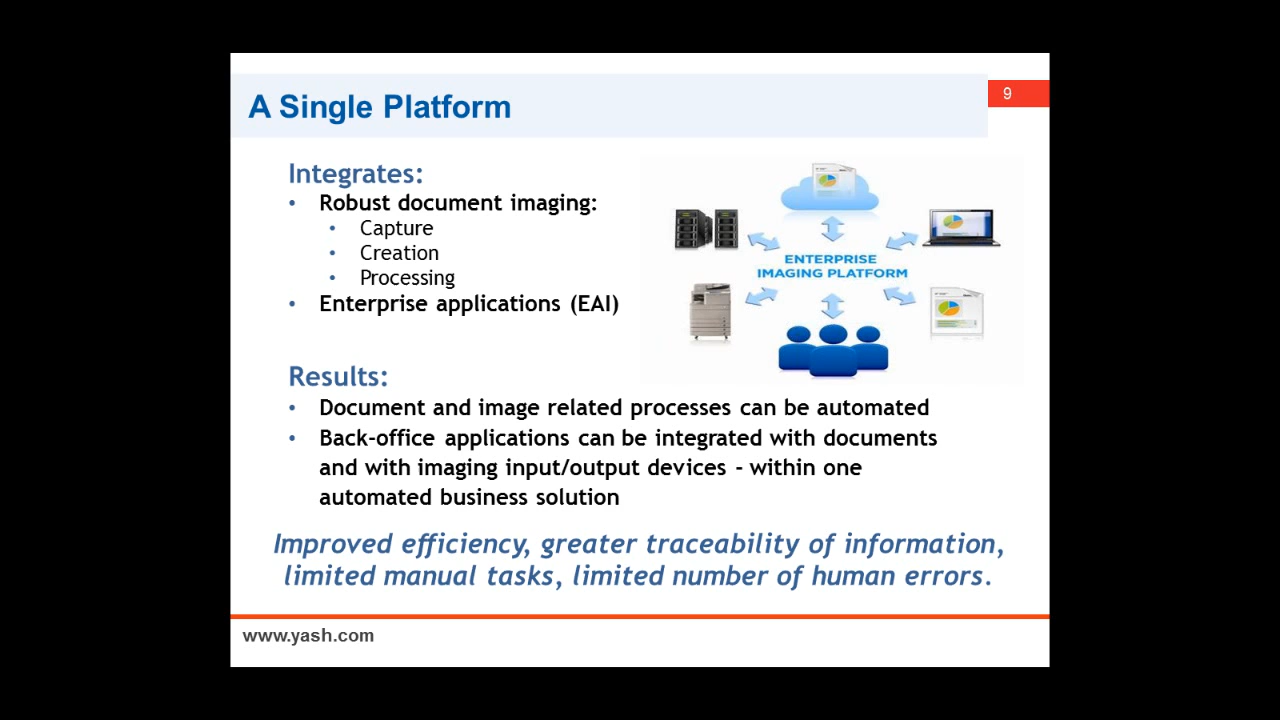 A Single Platform
9
Integrates:
• Robust document imaging:
• Capture
• Creation
• Processing
• Enterprise applications (EAI)
ENTERPRISE
IMAGING PLATFORM
Results:
• Document and image related processes can be automated
• Back-office applications can be integrated with documents
and with imaging input/output devices - within one
automated business solution
Improved efficiency, greater traceability of information,
limited manual tasks, limited number of human errors.
www.yash.com